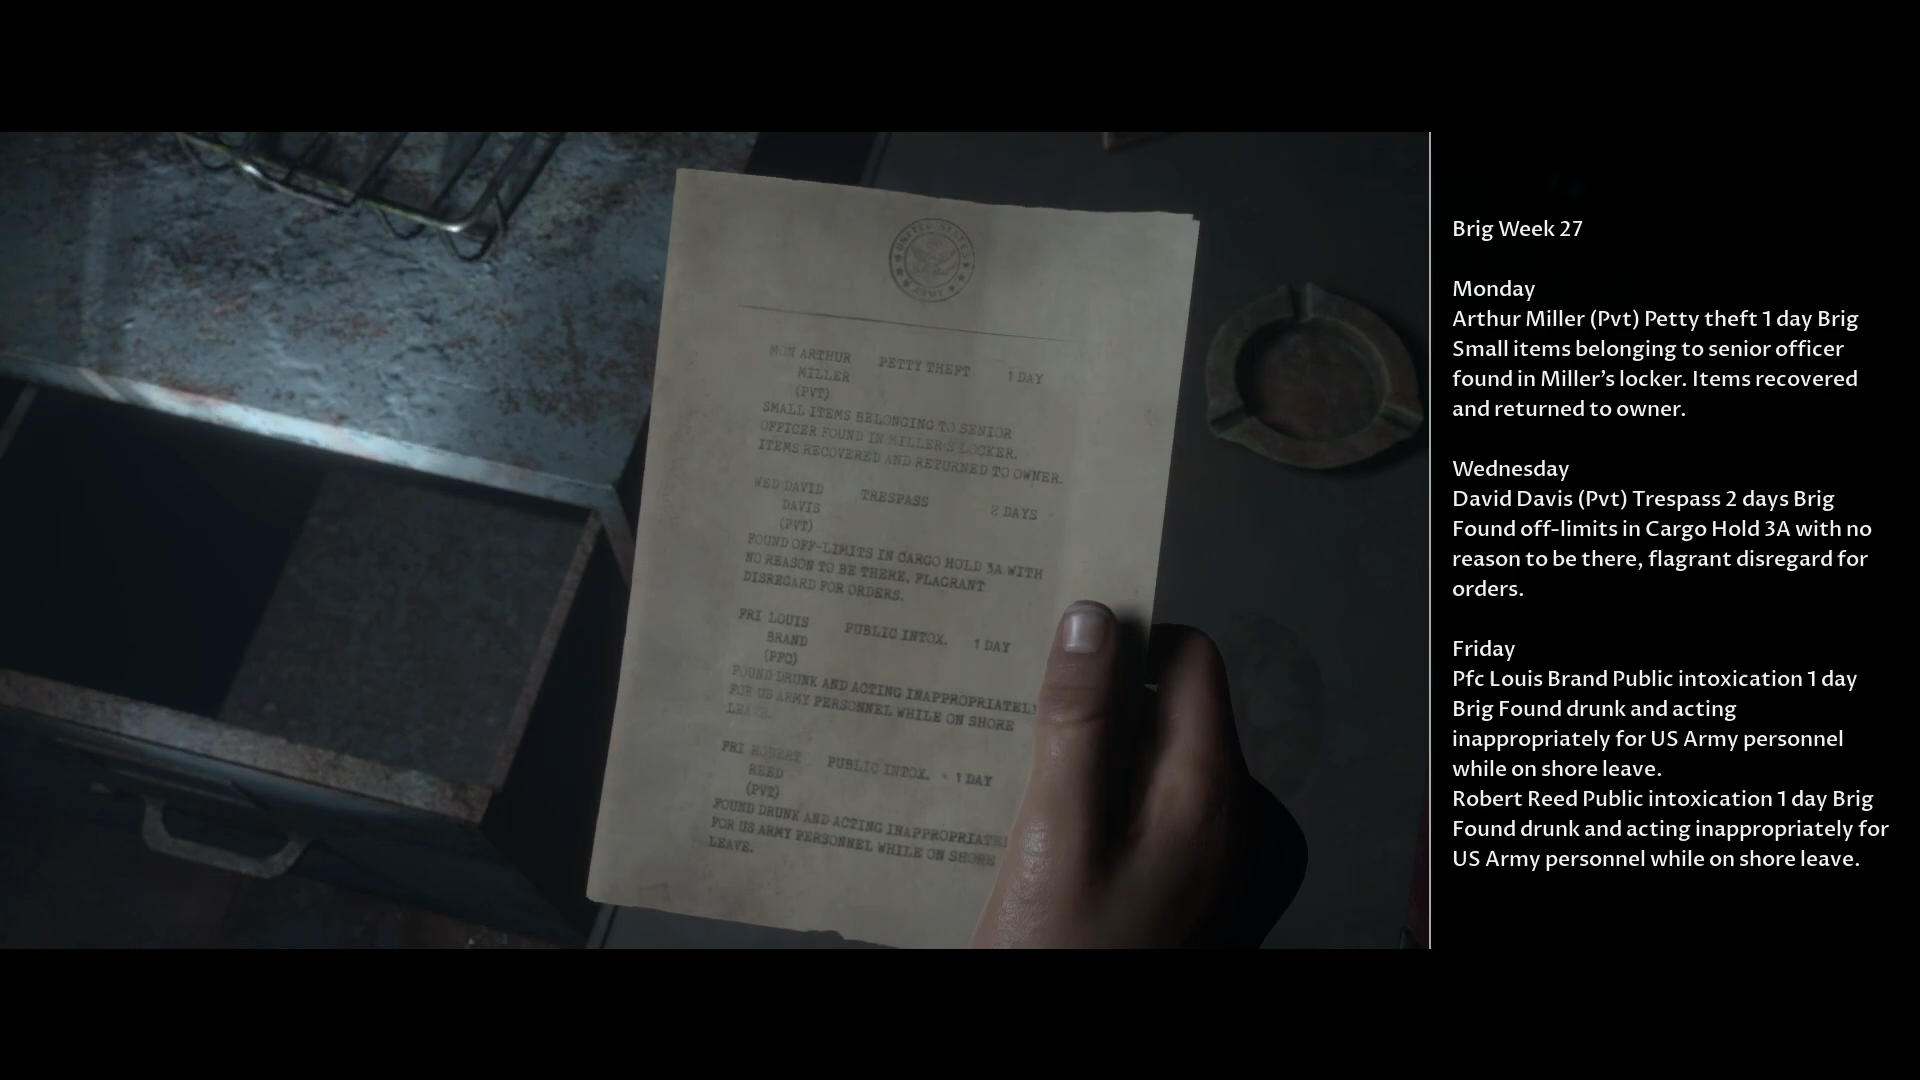 UNITED STATES
ARMY
MON ARTHUR PETTY THEFT 1 DAY
MILLER
(PVT)
SMALL ITEMS BELONGING TO SENIOR
OFFICER FOUND IN MILLER'S LOCKER.
ITEMS RECOVERED AND RETURNED TO OWNER.
WED DAVID TRESPASS 2 DAYS
DAVIS
(PVT)
FOUND OFF-LIMITS IN CARGO HOLD 3A WITH
NO REASON TO BE THERE, FLAGRANT
DISREGARD FOR ORDERS.
FRI LOUIS PUBLIC INTOX. 1 DAY
BRAND
(PFC)
FOUND DRUNK AND ACTING INAPPROPRIATELY
FOR US ARMY PERSONNEL WHILE ON SHORE
LEAVE.
FRI ROBERT PUBLIC INTOX. 1 DAY
REED
(PVT)
FOUND DRUNK AND ACTING INAPPROPRIATE
FOR US ARMY PERSONNEL WHILE ON SHORE
LEAVE.
Brig Week 27
Monday
Arthur Miller (Pvt) Petty theft 1 day Brig
Small items belonging to senior officer
found in Miller's locker. Items recovered
and returned to owner.
Wednesday
David Davis (Pvt) Trespass 2 days Brig
Found off-limits in Cargo Hold 3A with no
reason to be there, flagrant disregard for
orders.
Friday
Pfc Louis Brand Public intoxication 1 day
Brig Found drunk and acting
inappropriately for US Army personnel
while on shore leave.
Robert Reed Public intoxication 1 day Brig
Found drunk and acting inappropriately for
US Army personnel while on shore leave.